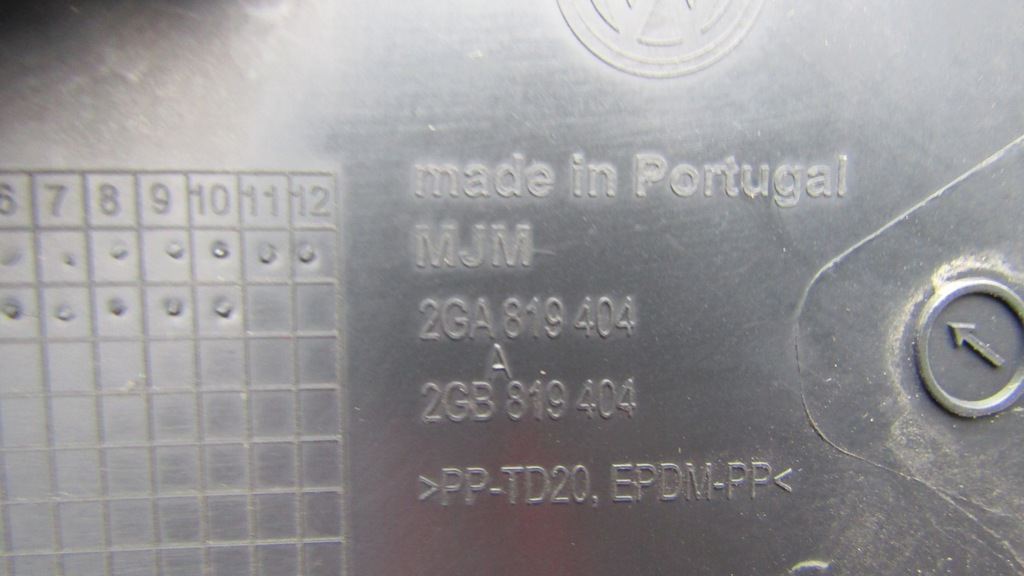 made in Portugal
6 7 8 9 10 11 12
MJM
2GA 819 404
A
2GB 819 404
>PP-TD20, EPDM-PP<